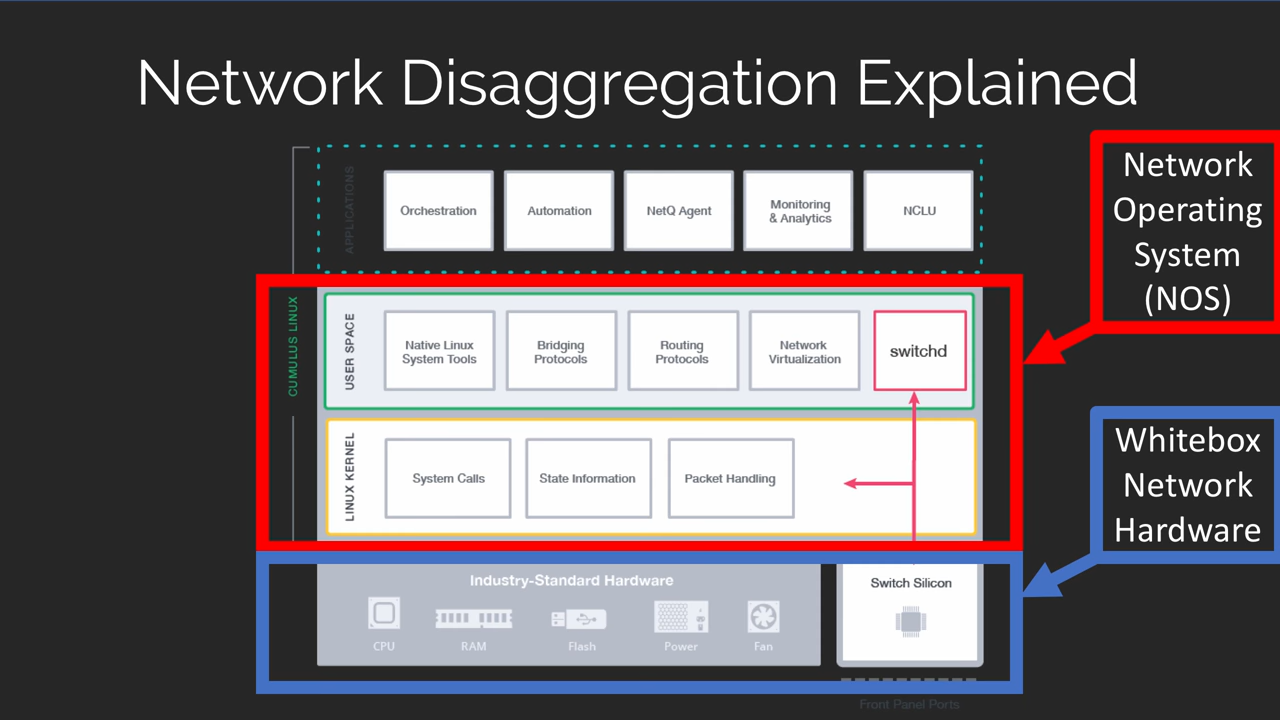 Network Disaggregation Explained
APPLICATIONS
Orchestration
Automation
NetQ Agent
Monitoring
& Analytics
NCLU
Network
Operating
System
(NOS)
CUMULUS LINUX
USER SPACE
Native Linux
System Tools
Bridging
Protocols
Routing
Protocols
Network
Virtualization
switchd
LINUX KERNEL
System Calls
State Information
Packet Handling
Whitebox
Network
Hardware
Industry-Standard Hardware
CPU
RAM
Flash
Power
Fan
Switch Silicon
Front Panel Ports